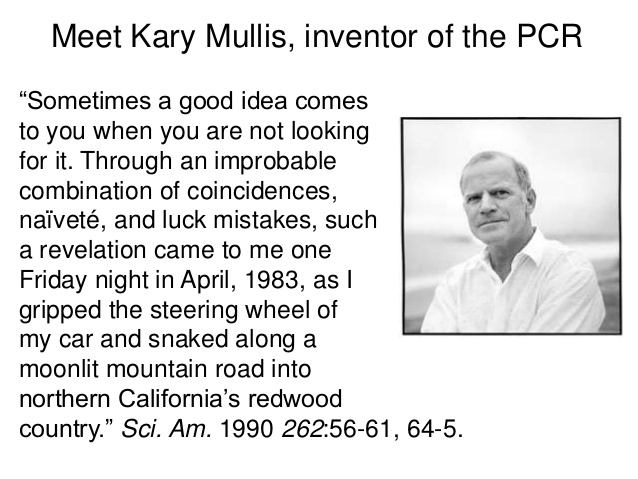 Meet Kary Mullis, inventor of the PCR
“Sometimes a good idea comes
to you when you are not looking
for it. Through an improbable
combination of coincidences,
naïveté, and luck mistakes, such
a revelation came to me one
Friday night in April, 1983, as I
gripped the steering wheel of
my car and snaked along a
moonlit mountain road into
northern California’s redwood
country.” Sci. Am. 1990 262:56-61, 64-5.